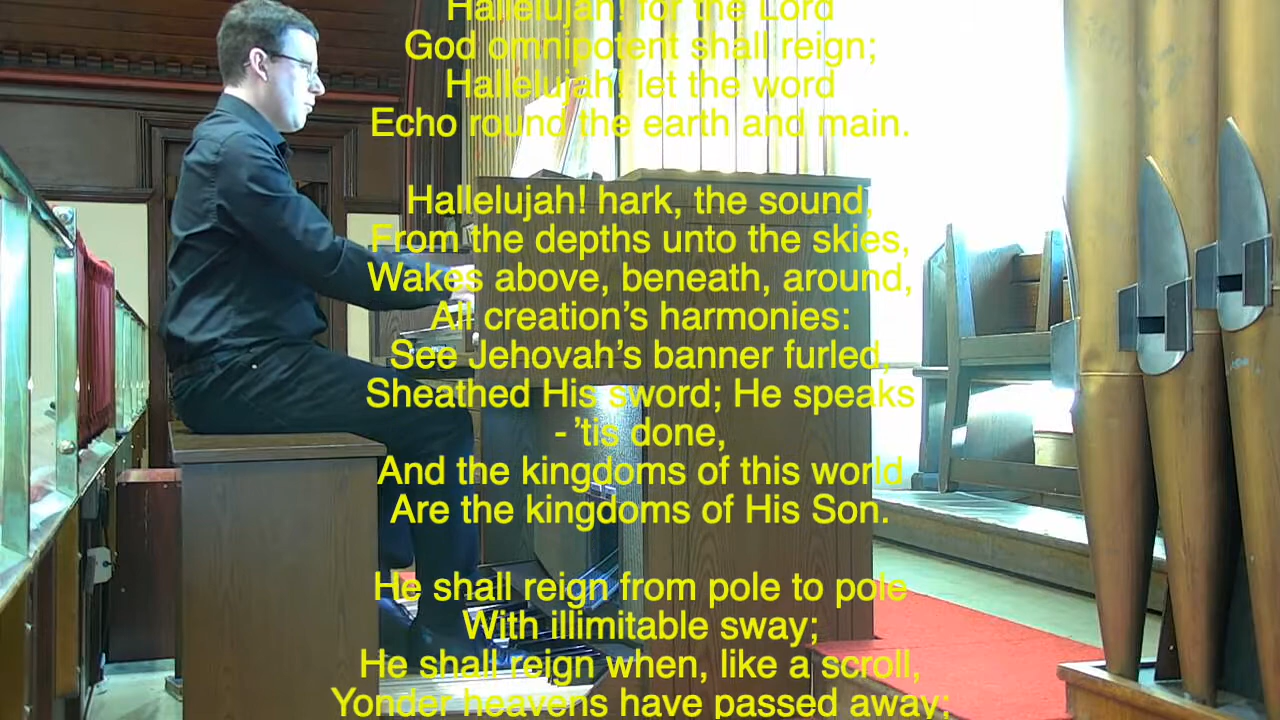 Hallelujah! for the Lord
God omnipotent shall reign;
Hallelujah! let the word
Echo round the earth and main.
Hallelujah! hark, the sound,
From the depths unto the skies,
Wakes above, beneath, around,
All creation’s harmonies:
See Jehovah’s banner furled,
Sheathed His sword; He speaks
- ’tis done,
And the kingdoms of this world
Are the kingdoms of His Son.
He shall reign from pole to pole
With illimitable sway;
He shall reign when, like a scroll,
Yonder heavens have passed away;